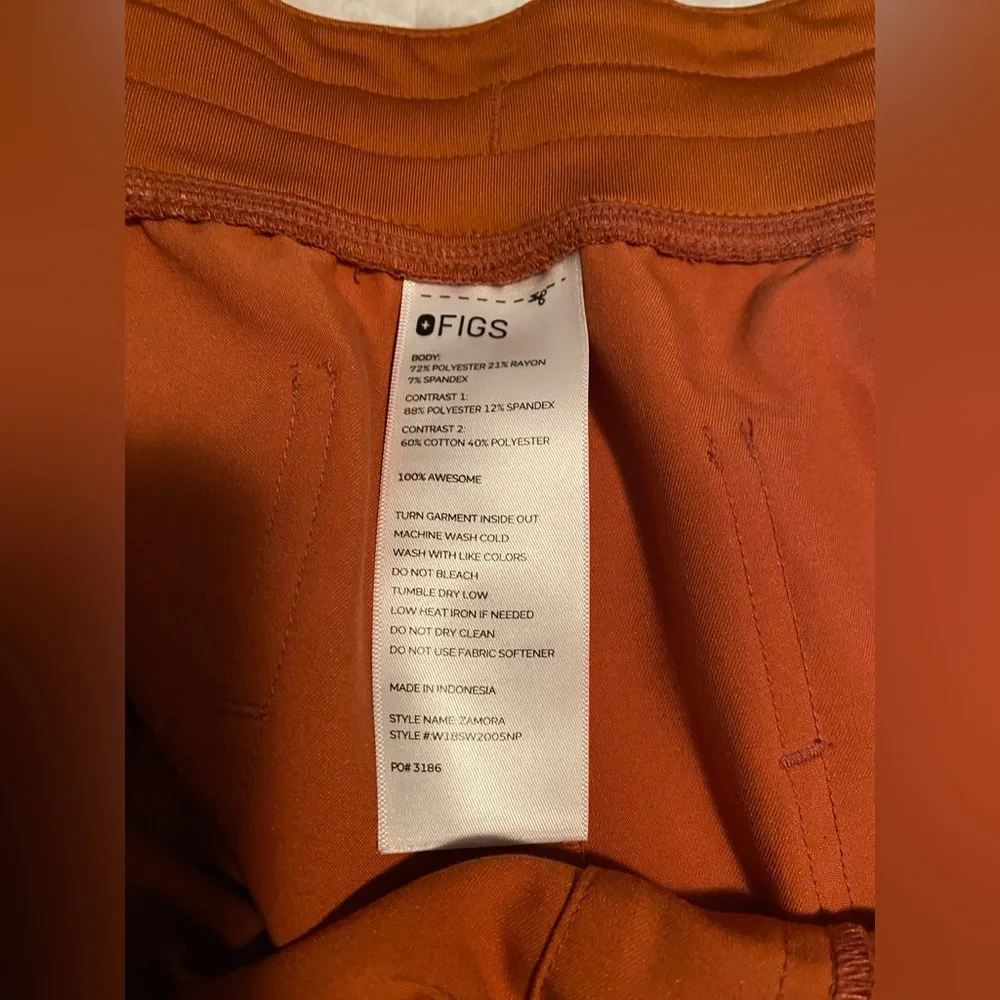 FIGS
BODY:
72% POLYESTER 21% RAYON
7% SPANDEX
CONTRAST 1:
88% POLYESTER 12% SPANDEX
CONTRAST 2:
60% COTTON 40% POLYESTER
100% AWESOME
TURN GARMENT INSIDE OUT
MACHINE WASH COLD
WASH WITH LIKE COLORS
DO NOT BLEACH
TUMBLE DRY LOW
LOW HEAT IRON IF NEEDED
DO NOT DRY CLEAN
DO NOT USE FABRIC SOFTENER
MADE IN INDONESIA
STYLE NAME: ZAMORA
STYLE #:W18SW2005NP
PO# 3186